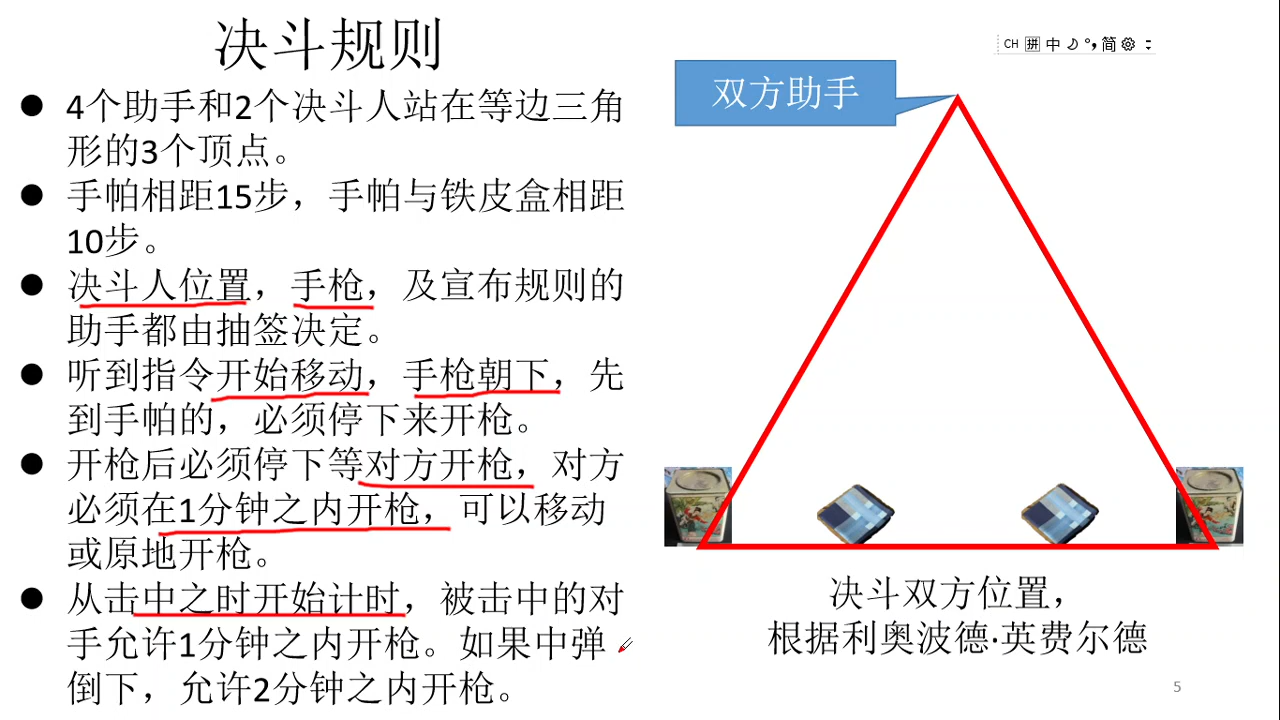 决斗规则
CH 拼 中 简
双方助手
● 4个助手和2个决斗人站在等边三角
形的3个顶点。
● 手帕相距15步，手帕与铁皮盒相距
10步。
● 决斗人位置，手枪，及宣布规则的
助手都由抽签决定。
● 听到指令开始移动，手枪朝下，先
到手帕的，必须停下来开枪。
● 开枪后必须停下等对方开枪，对方
必须在1分钟之内开枪，可以移动
或原地开枪。
● 从击中之时开始计时，被击中的对
手允许1分钟之内开枪。如果中弹
倒下，允许2分钟之内开枪。
决斗双方位置，
根据利奥波德·英费尔德
5